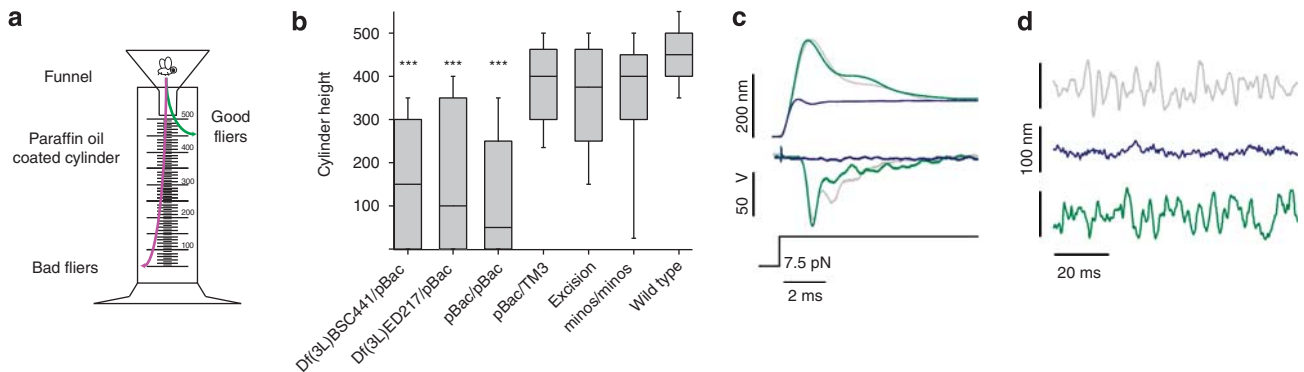 a
Funnel
Paraffin oil
coated cylinder
Bad fliers
Good
fliers
500
400
300
200
100
b
Cylinder height
500
400
300
200
100
***
***
***
Df(3L)BSC441/pBac
Df(3L)ED217/pBac
pBac/pBac
pBac/TM3
Excision
minos/minos
Wild type
c
200 nm
50 V
7.5 pN
2 ms
d
100 nm
20 ms